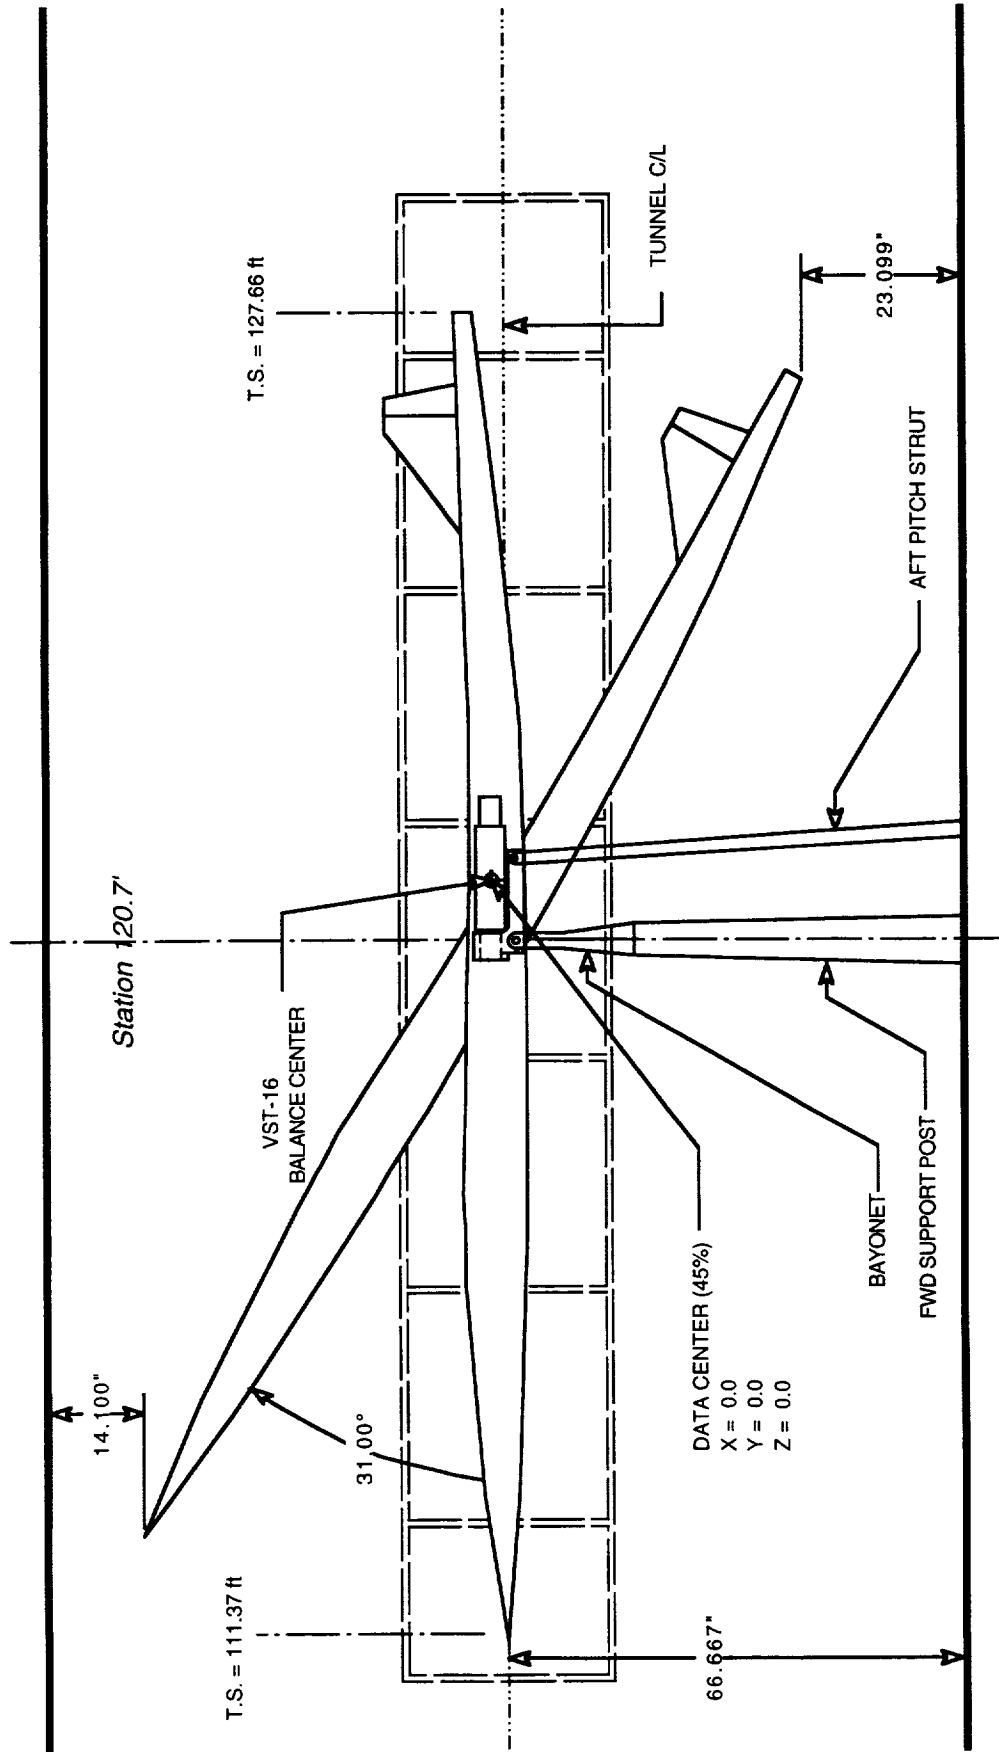 T.S. = 111.37 ft
14.100"
31.00°
66.667"
DATA CENTER (45%)
X = 0.0
Y = 0.0
Z = 0.0
BAYONET
FWD SUPPORT POST
VST-16
BALANCE CENTER
Station 120.7'
AFT PITCH STRUT
T.S. = 127.66 ft
TUNNEL C/L
23.099"